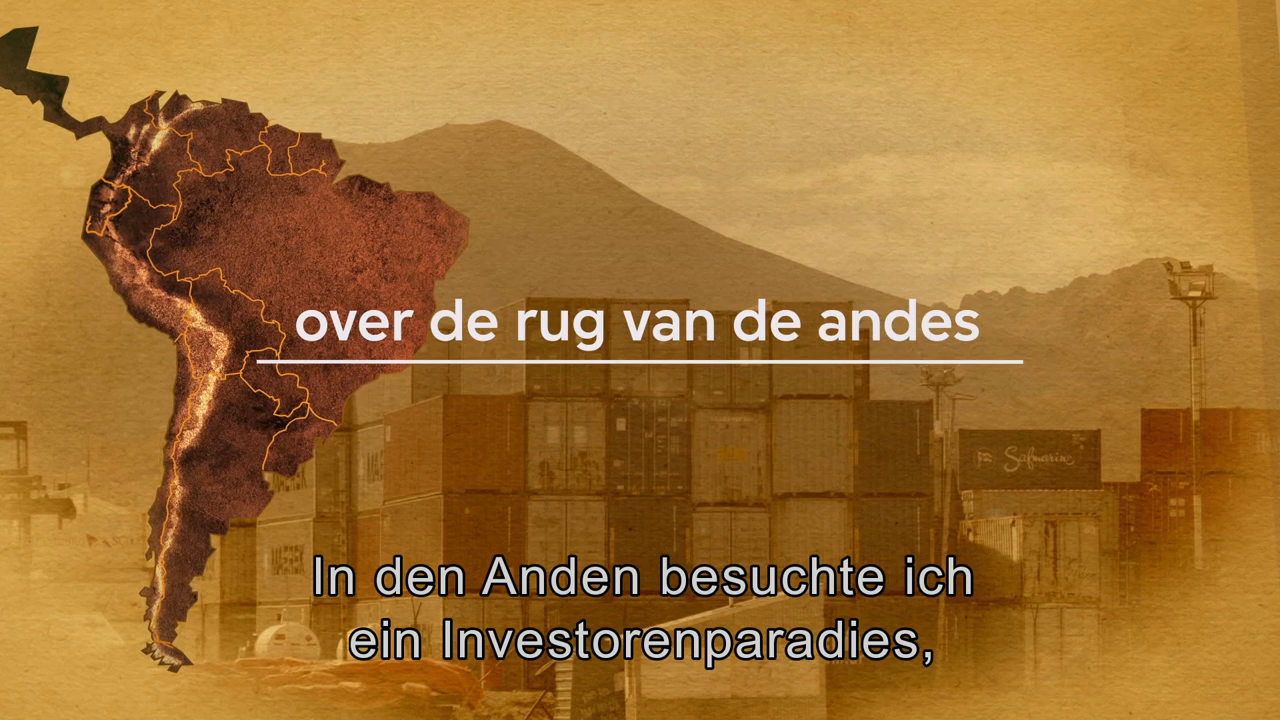 over de rug van de andes
Safmarine
In den Anden besuchte ich
ein Investorenparadies,